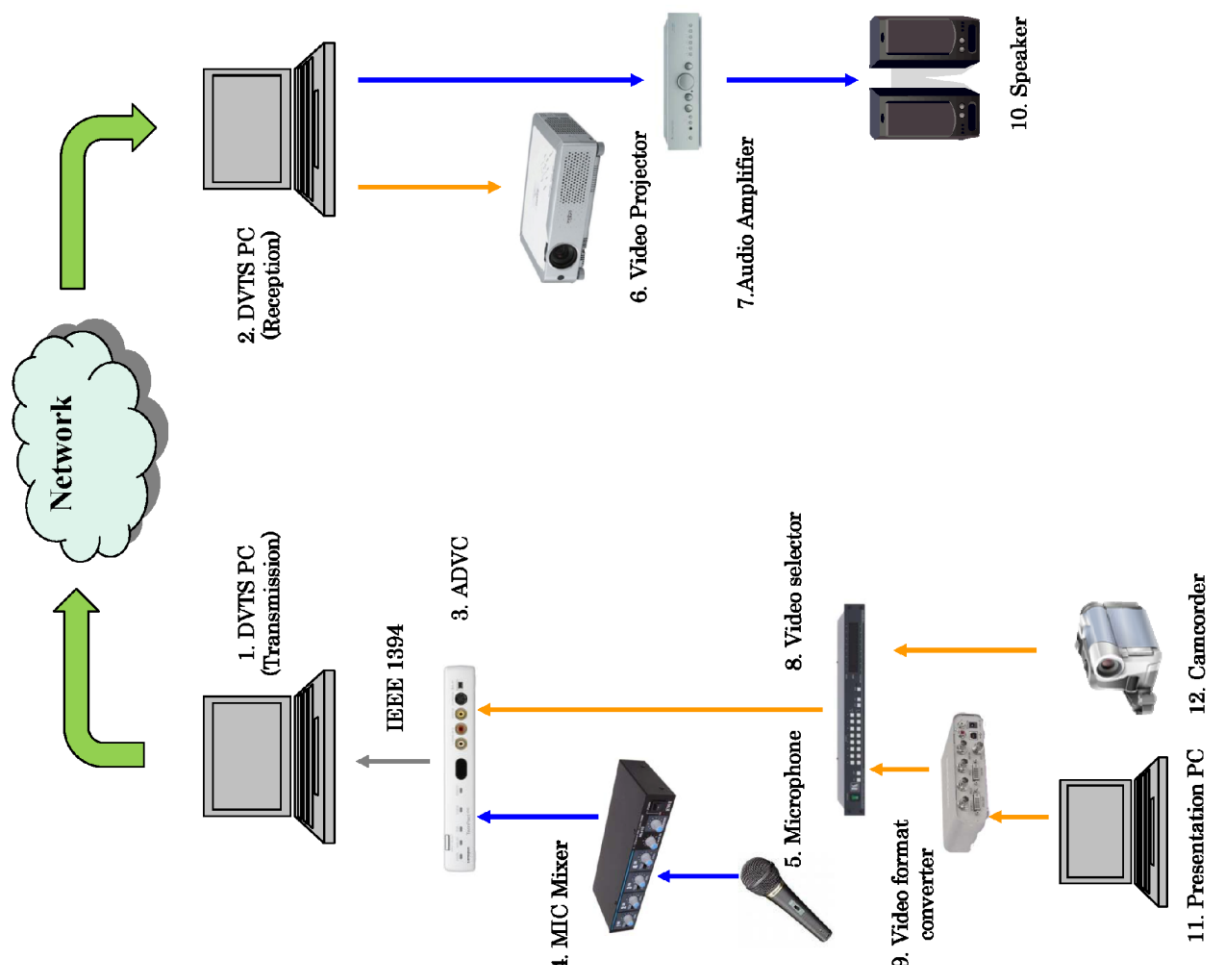 Network
1. DVTS PC
(Transmission)
2. DVTS PC
(Reception)
IEEE 1394
3. ADVC
4. MIC Mixer
5. Microphone
6. Video Projector
7.Audio Amplifier
8. Video selector
9. Video format
converter
10. Speaker
11. Presentation PC
12. Camcorder